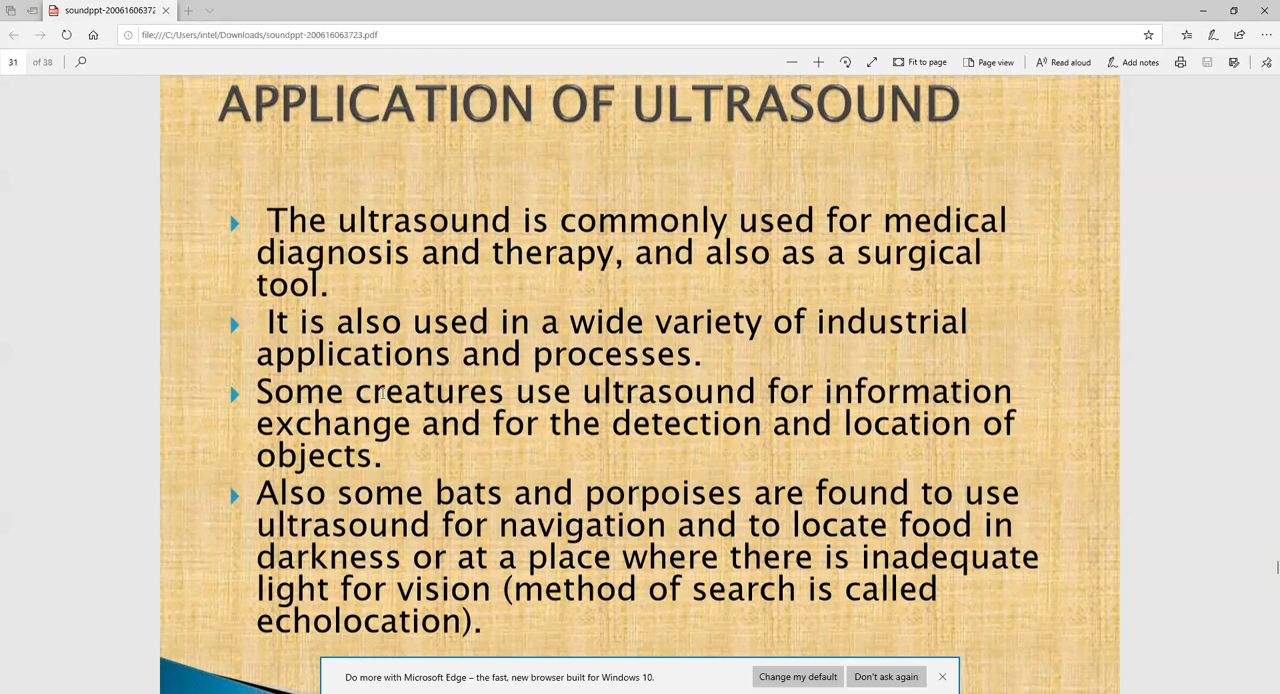 soundppt-2006160637
file:///C:/Users/intel/Downloads/soundppt-200616063723.pdf
31 of 38
Fit to page
Page view
Read aloud
Add notes
APPLICATION OF ULTRASOUND
The ultrasound is commonly used for medical
diagnosis and therapy, and also as a surgical
tool.
It is also used in a wide variety of industrial
applications and processes.
Some creatures use ultrasound for information
exchange and for the detection and location of
objects.
Also some bats and porpoises are found to use
ultrasound for navigation and to locate food in
darkness or at a place where there is inadequate
light for vision (method of search is called
echolocation).
Do more with Microsoft Edge – the fast, new browser built for Windows 10.
Change my default
Don't ask again